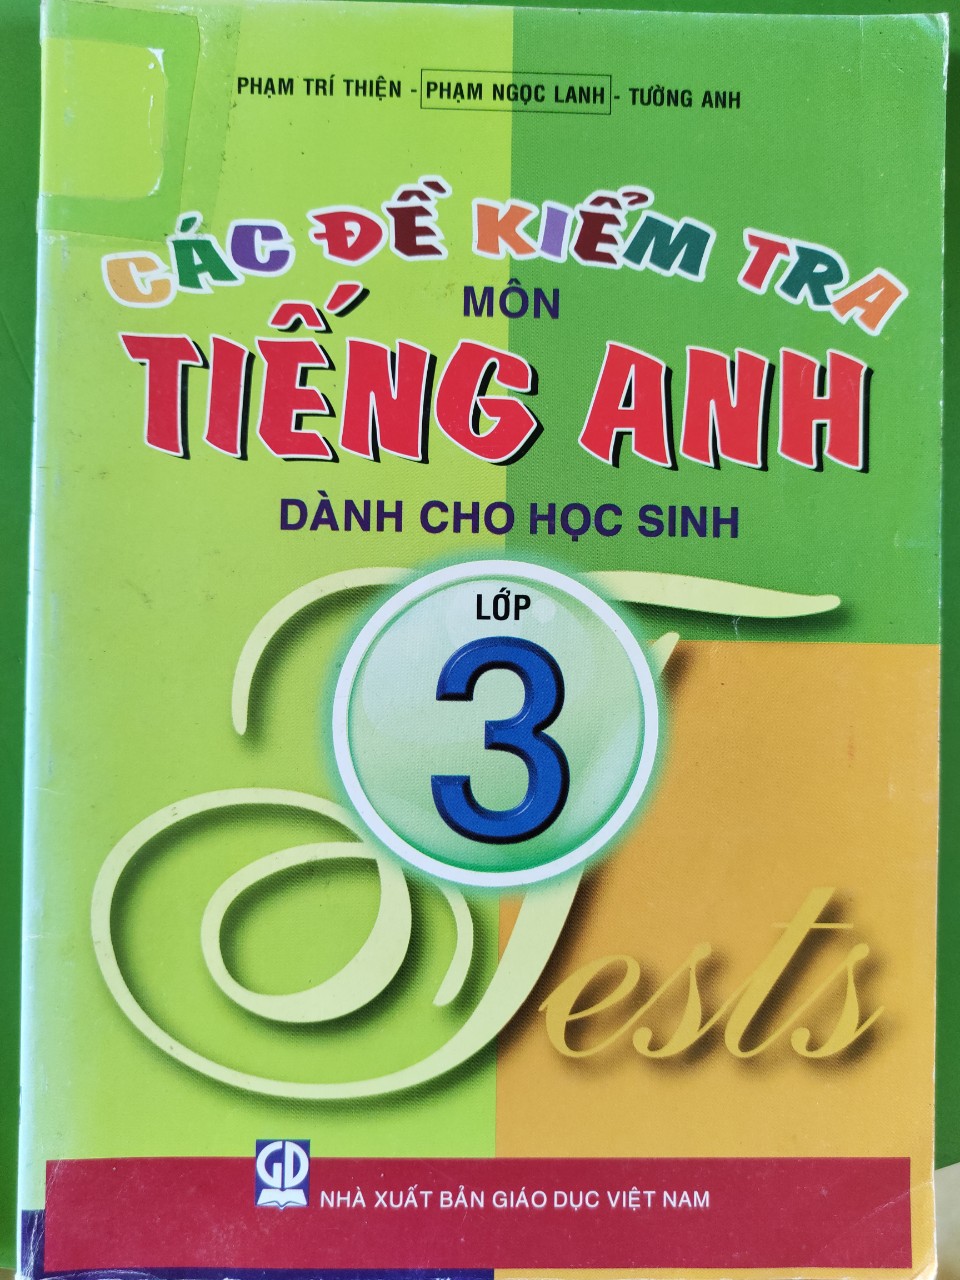 PHẠM TRÍ THIỆN - PHẠM NGỌC LANH - TƯỜNG ANH
CÁC ĐỀ KIỂM TRA
MÔN
TIẾNG ANH
DÀNH CHO HỌC SINH
LỚP
3
Tests
GD
NHÀ XUẤT BẢN GIÁO DỤC VIỆT NAM